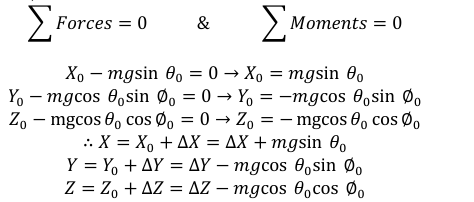 ∑ Forces = 0 & ∑ Moments = 0
X₀ − mgsin θ₀ = 0 → X₀ = mgsin θ₀
Y₀ − mgcos θ₀sin ∅₀ = 0 → Y₀ = −mgcos θ₀sin ∅₀
Z₀ − mgcos θ₀ cos ∅₀ = 0 → Z₀ = − mgcos θ₀ cos ∅₀
∴ X = X₀ + ΔX = ΔX + mgsin θ₀
Y = Y₀ + ΔY = ΔY − mgcos θ₀sin ∅₀
Z = Z₀ + ΔZ = ΔZ − mgcos θ₀cos ∅₀